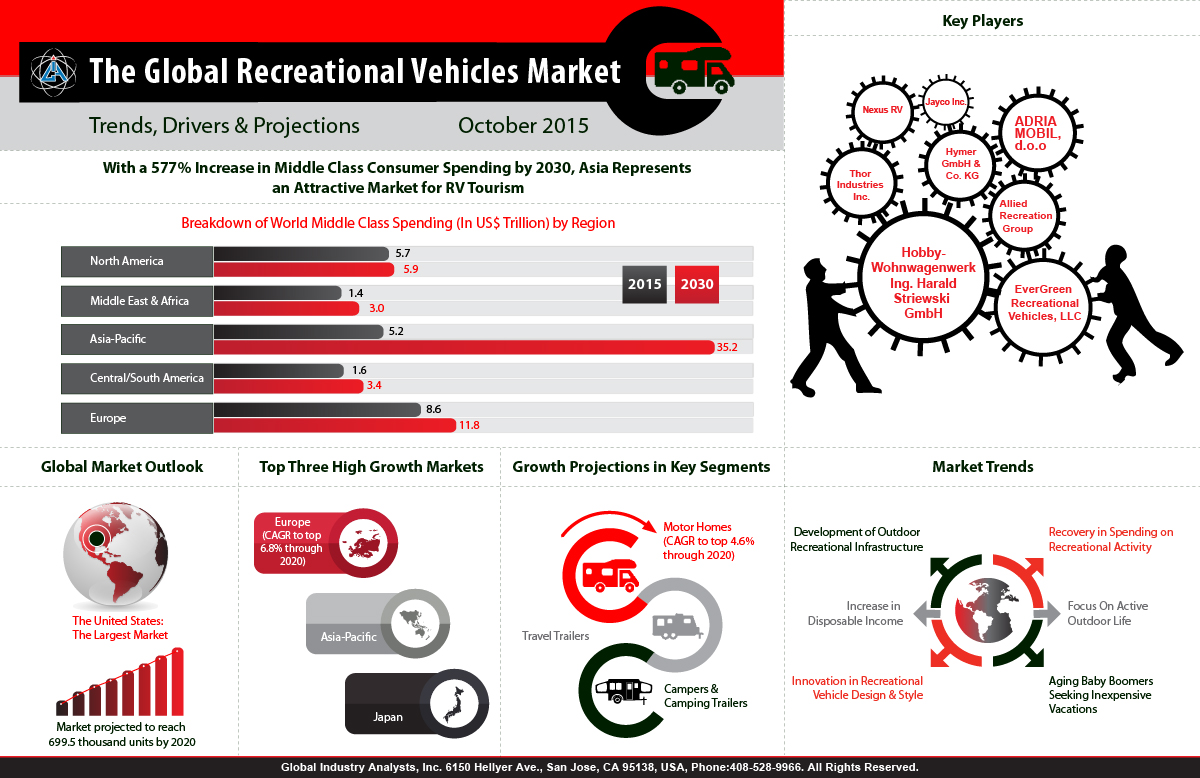 The Global Recreational Vehicles Market
Trends, Drivers & Projections
October 2015
With a 577% Increase in Middle Class Consumer Spending by 2030, Asia Represents
an Attractive Market for RV Tourism
Breakdown of World Middle Class Spending (In US$ Trillion) by Region
North America
5.7
5.9
2015
2030
Middle East & Africa
1.4
3.0
Asia-Pacific
5.2
35.2
Central/South America
1.6
3.4
Europe
8.6
11.8
Key Players
Nexus RV
Jayco Inc.
ADRIA
MOBIL,
d.o.o
Hymer
GmbH &
Co. KG
Thor
Industries
Inc.
Allied
Recreation
Group
Hobby-
Wohnwagenwerk
Ing. Harald
Striewski
GmbH
EverGreen
Recreational
Vehicles, LLC
Global Market Outlook
The United States:
The Largest Market
Market projected to reach
699.5 thousand units by 2020
Top Three High Growth Markets
Europe
(CAGR to top
6.8% through
2020)
Asia-Pacific
Japan
Growth Projections in Key Segments
Motor Homes
(CAGR to top 4.6%
through 2020)
Travel Trailers
Campers &
Camping Trailers
Market Trends
Development of Outdoor
Recreational Infrastructure
Recovery in Spending on
Recreational Activity
Increase in
Disposable Income
Focus On Active
Outdoor Life
Innovation in Recreational
Vehicle Design & Style
Aging Baby Boomers
Seeking Inexpensive
Vacations
Global Industry Analysts, Inc. 6150 Hellyer Ave., San Jose, CA 95138, USA, Phone:408-528-9966. All Rights Reserved.